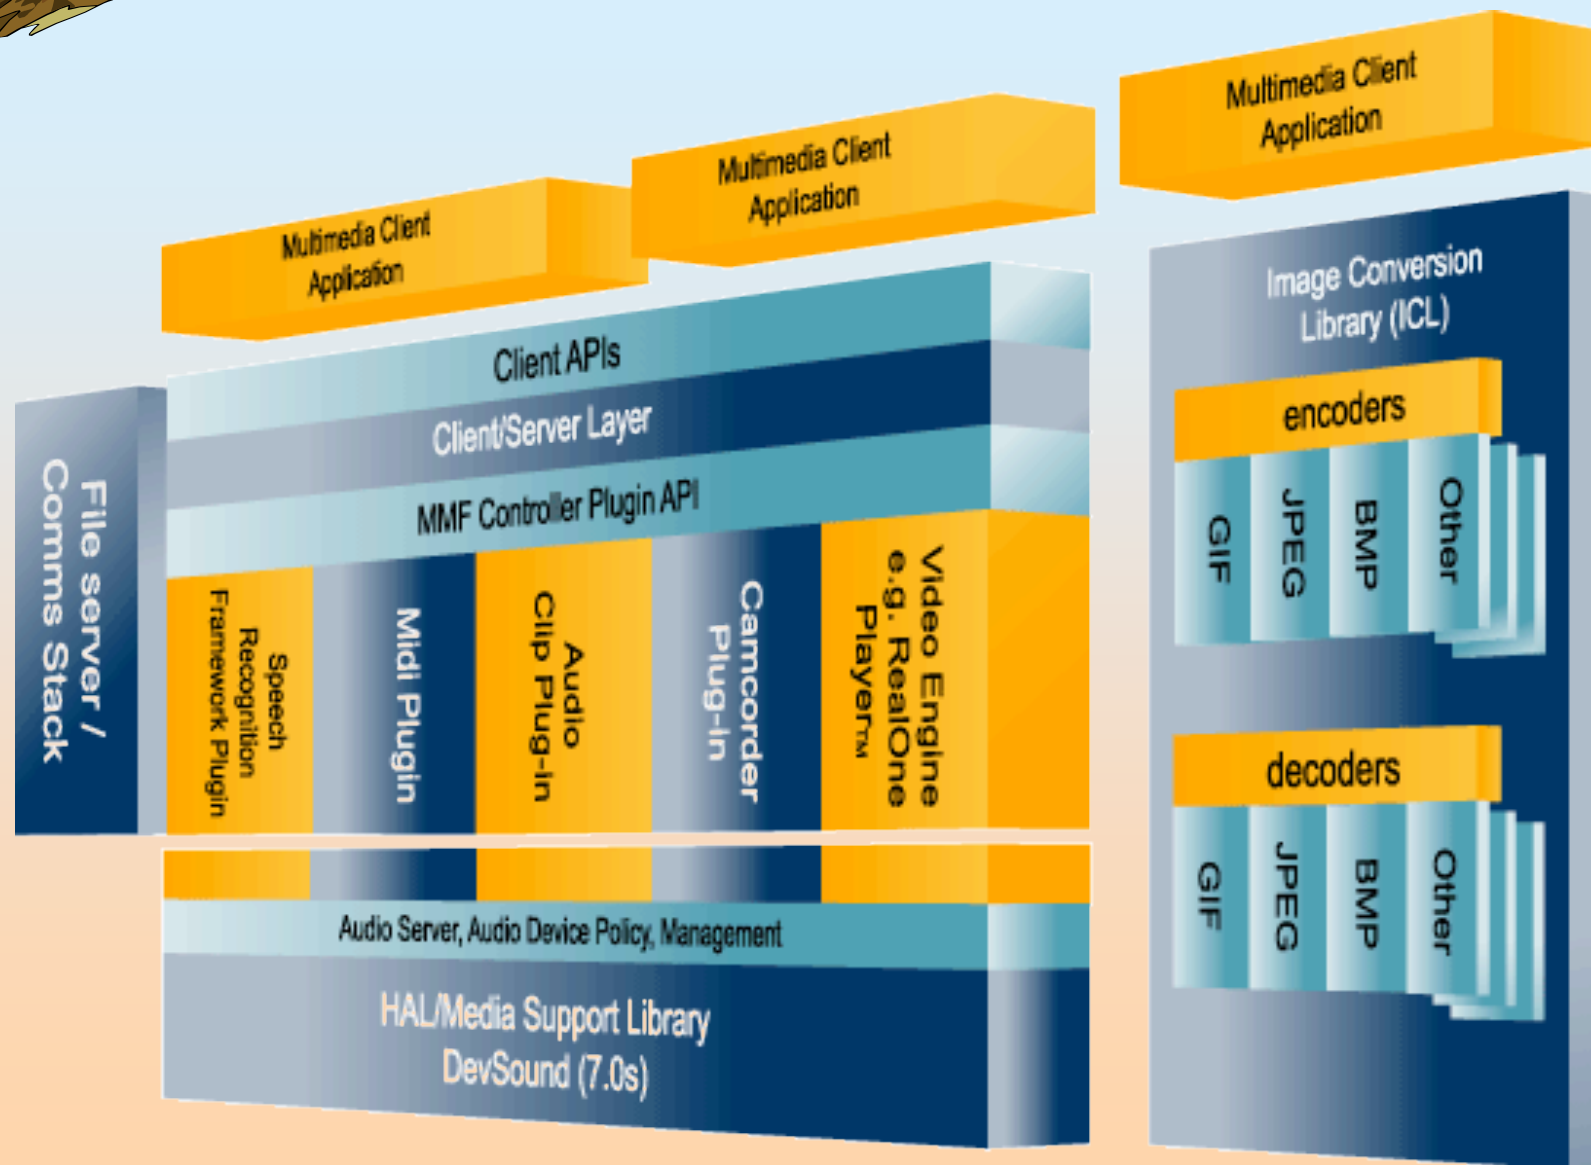 Multimedia Client
Application
Multimedia Client
Application
Multimedia Client
Application
Client APIs
Client/Server Layer
MMF Controller Plugin API
File server /
Comms Stack
Speech
Recognition
Framework Plugin
Midi Plugin
Audio
Clip Plug-in
Camcorder
Plug-In
Video Engine
e.g. RealOne
Player™
Audio Server, Audio Device Policy, Management
HAL/Media Support Library
DevSound (7.0s)
Image Conversion
Library (ICL)
encoders
GIF
JPEG
BMP
Other
decoders
GIF
JPEG
BMP
Other